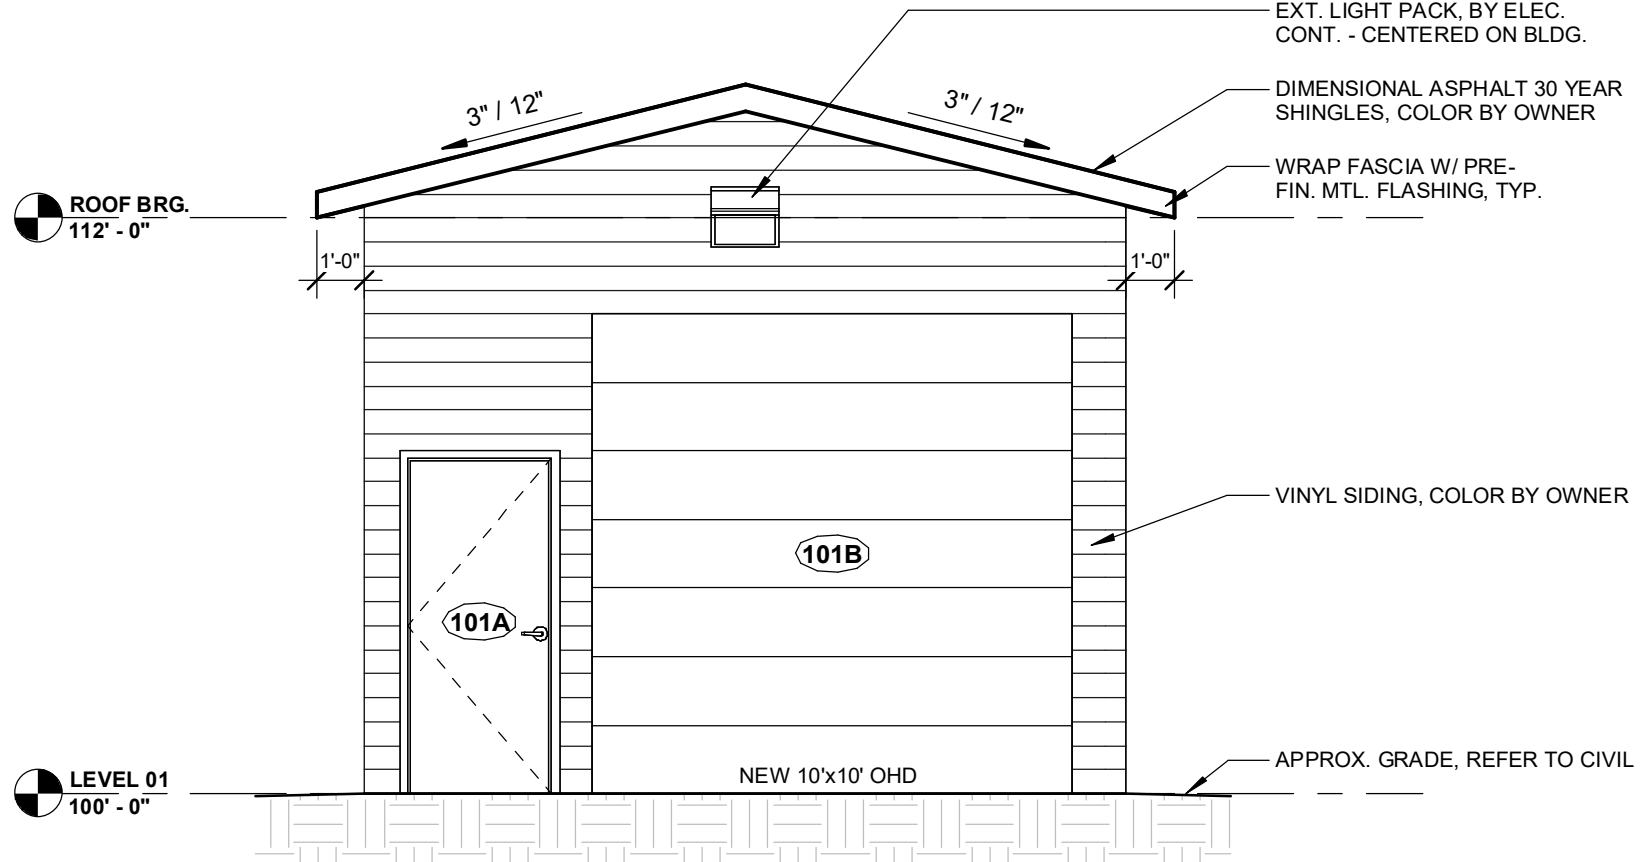 EXT. LIGHT PACK, BY ELEC.
CONT. - CENTERED ON BLDG.
3" / 12"
3" / 12"
DIMENSIONAL ASPHALT 30 YEAR
SHINGLES, COLOR BY OWNER
WRAP FASCIA W/ PRE-
FIN. MTL. FLASHING, TYP.
ROOF BRG.
112' - 0"
1'-0"
1'-0"
VINYL SIDING, COLOR BY OWNER
101B
101A
NEW 10'x10' OHD
APPROX. GRADE, REFER TO CIVIL
LEVEL 01
100' - 0"